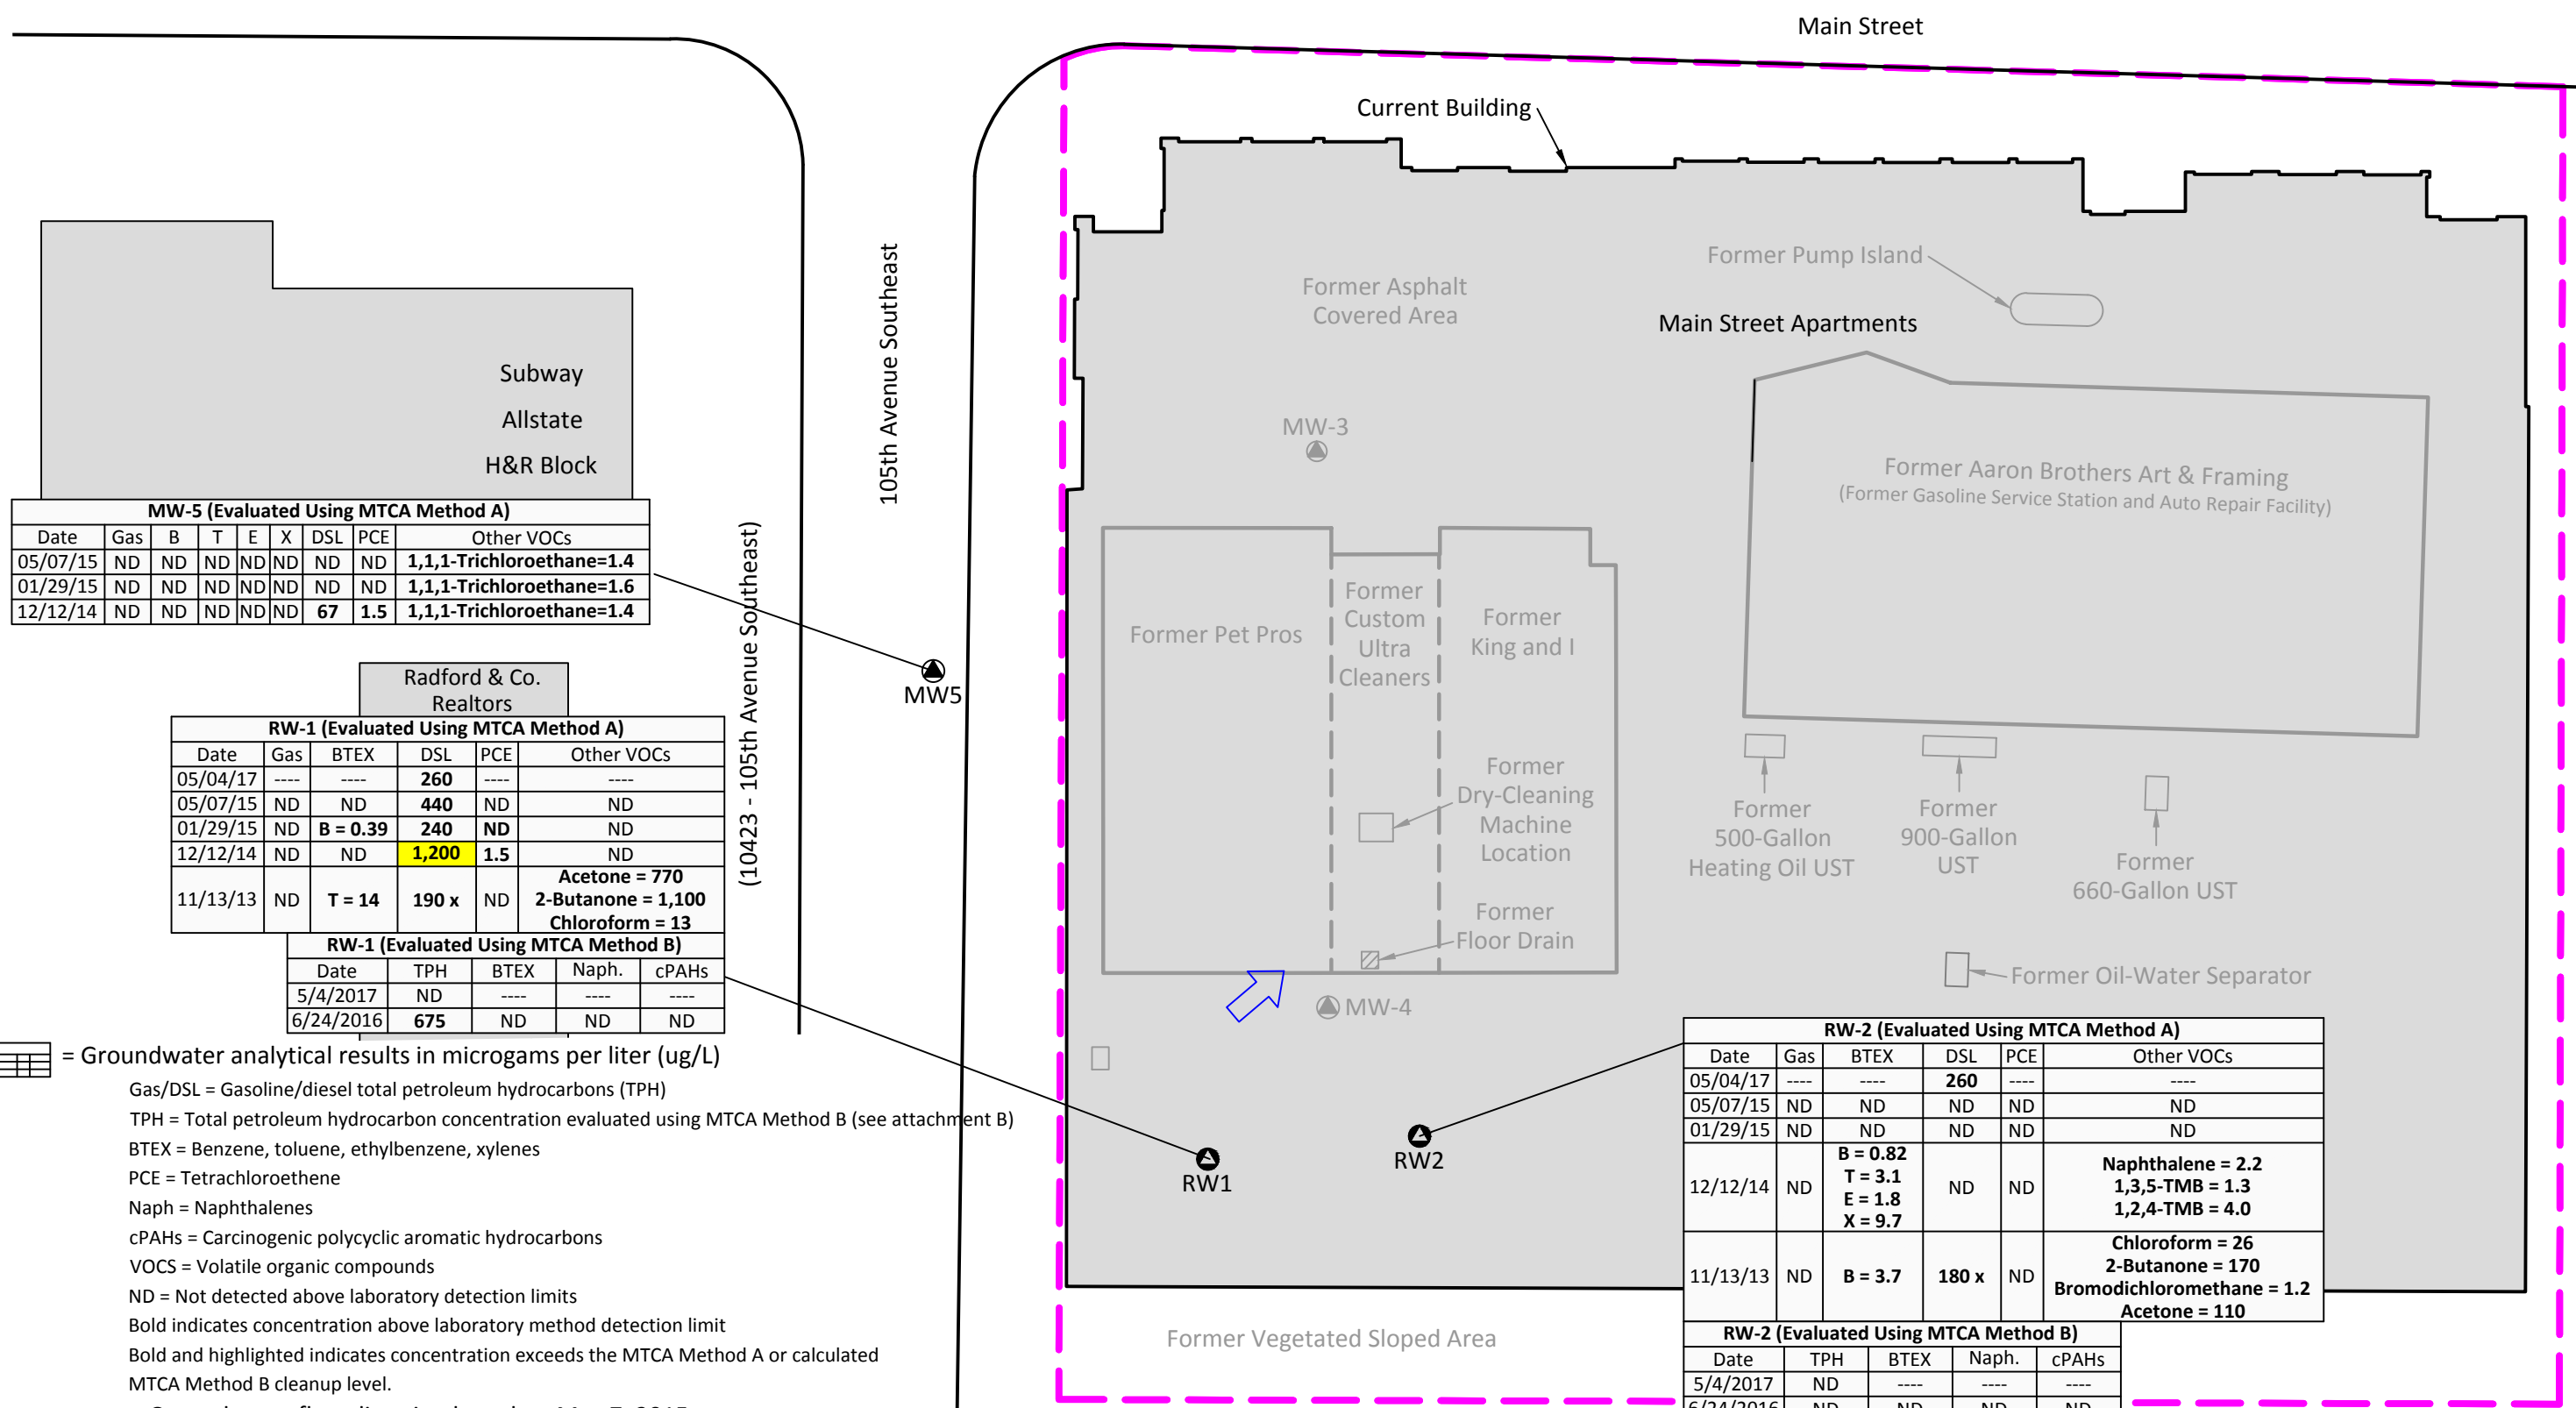 Main Street
Current Building
105th Avenue Southeast
(10423 - 105th Avenue Southeast)
Subway
Allstate
H&R Block
MW-5 (Evaluated Using MTCA Method A)
Date Gas B T E X DSL PCE Other VOCs
05/07/15 ND ND ND ND ND ND ND 1,1,1-Trichloroethane=1.4
01/29/15 ND ND ND ND ND ND ND 1,1,1-Trichloroethane=1.6
12/12/14 ND ND ND ND ND 67 1.5 1,1,1-Trichloroethane=1.4
MW5
Radford & Co.
Realtors
RW-1 (Evaluated Using MTCA Method A)
Date Gas BTEX DSL PCE Other VOCs
05/04/17 ---- ---- 260 ---- ----
05/07/15 ND ND 440 ND ND
01/29/15 ND B = 0.39 240 ND ND
12/12/14 ND ND 1,200 1.5 ND
11/13/13 ND T = 14 190 x ND Acetone = 770
2-Butanone = 1,100
Chloroform = 13
RW-1 (Evaluated Using MTCA Method B)
Date TPH BTEX Naph. cPAHs
5/4/2017 ND ---- ---- ----
6/24/2016 675 ND ND ND
= Groundwater analytical results in microgams per liter (ug/L)
Gas/DSL = Gasoline/diesel total petroleum hydrocarbons (TPH)
TPH = Total petroleum hydrocarbon concentration evaluated using MTCA Method B (see attachment B)
BTEX = Benzene, toluene, ethylbenzene, xylenes
PCE = Tetrachloroethene
Naph = Naphthalenes
cPAHs = Carcinogenic polycyclic aromatic hydrocarbons
VOCS = Volatile organic compounds
ND = Not detected above laboratory detection limits
Bold indicates concentration above laboratory method detection limit
Bold and highlighted indicates concentration exceeds the MTCA Method A or calculated
MTCA Method B cleanup level.
Former Asphalt
Covered Area
Former Pump Island
Main Street Apartments
MW-3
Former Aaron Brothers Art & Framing
(Former Gasoline Service Station and Auto Repair Facility)
Former Pet Pros
Former
Custom
Ultra
Cleaners
Former
King and I
Former
Dry-Cleaning
Machine
Location
Former
Floor Drain
Former
500-Gallon
Heating Oil UST
Former
900-Gallon
UST
Former
660-Gallon UST
Former Oil-Water Separator
MW-4
RW1
RW2
RW-2 (Evaluated Using MTCA Method A)
Date Gas BTEX DSL PCE Other VOCs
05/04/17 ---- ---- 260 ---- ----
05/07/15 ND ND ND ND ND
01/29/15 ND ND ND ND ND
12/12/14 ND B = 0.82 ND ND Naphthalene = 2.2
T = 3.1 1,3,5-TMB = 1.3
E = 1.8 1,2,4-TMB = 4.0
X = 9.7
11/13/13 ND B = 3.7 180 x ND Chloroform = 26
2-Butanone = 170
Bromodichloromethane = 1.2
Acetone = 110
RW-2 (Evaluated Using MTCA Method B)
Date TPH BTEX Naph. cPAHs
5/4/2017 ND ---- ---- ----
6/24/2016 ND ND ND ND
Former Vegetated Sloped Area